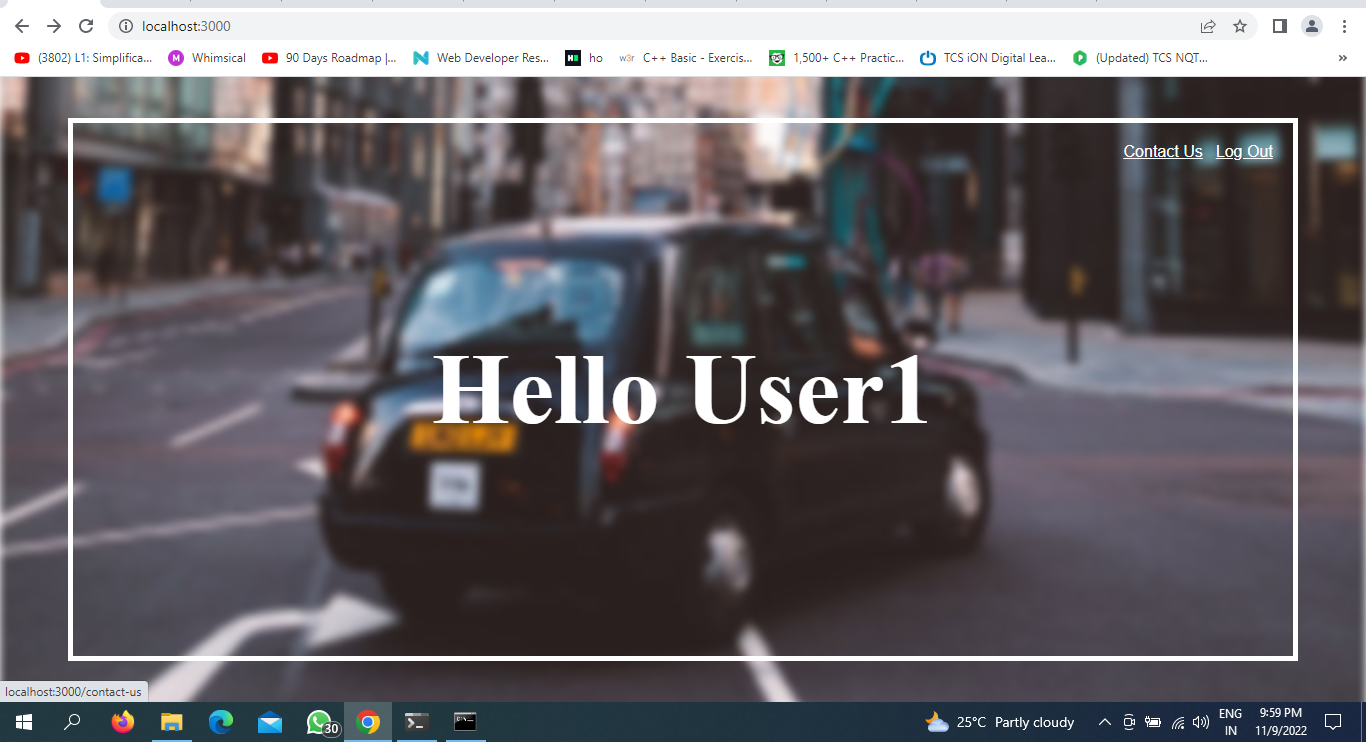 localhost:3000
(3802) L1: Simplifica...
M Whimsical
90 Days Roadmap |...
Web Developer Res...
ho
w3r C++ Basic - Exercis...
1,500+ C++ Practic...
TCS iON Digital Lea...
(Updated) TCS NQT...
»
Contact Us Log Out
Hello User1
localhost:3000/contact-us
30
25°C Partly cloudy
ENG
IN
9:59 PM
11/9/2022